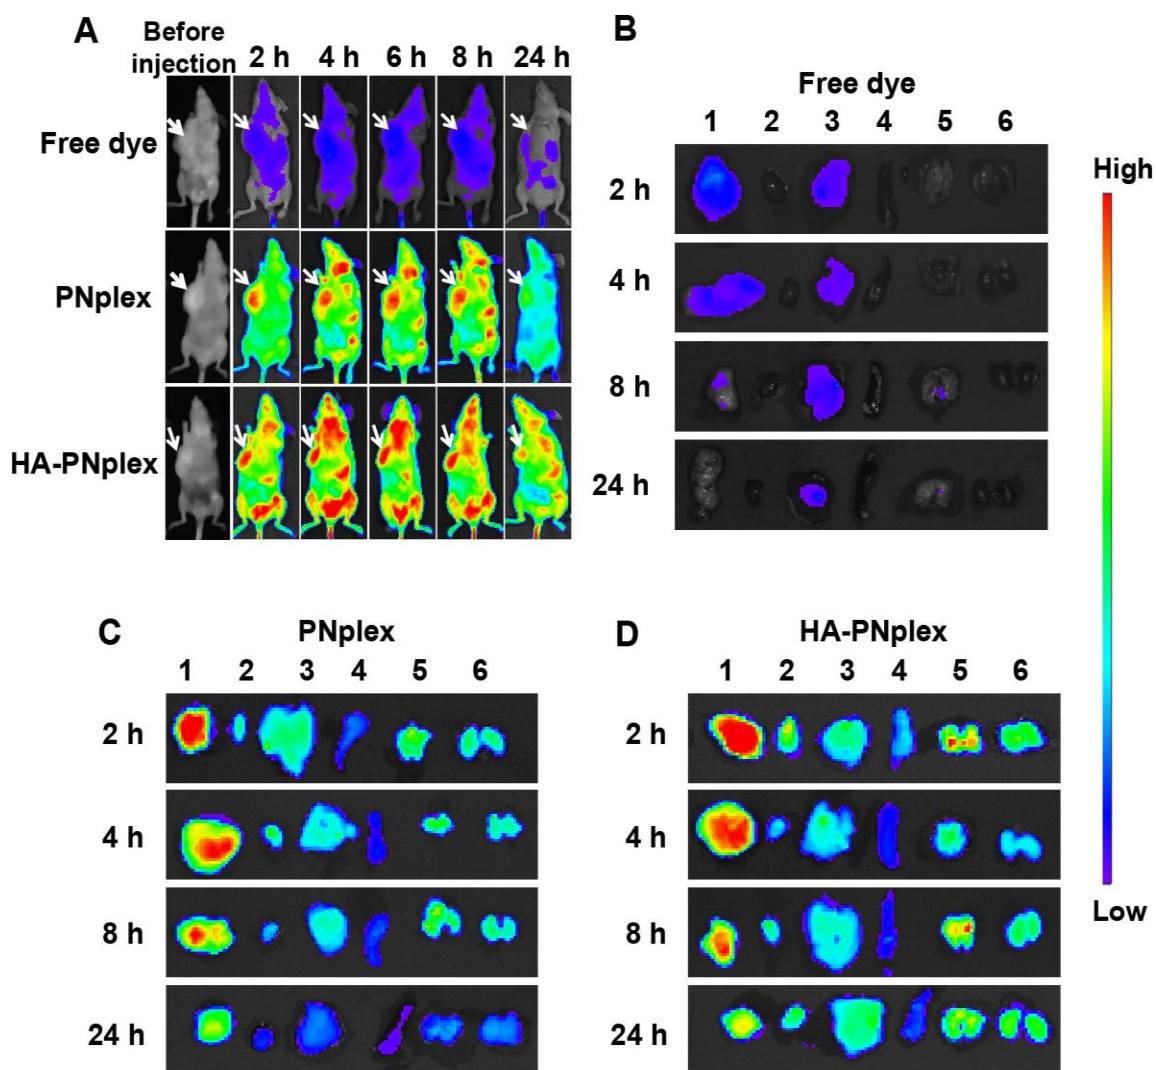 A
Before
injection
2 h
4 h
6 h
8 h
24 h
Free dye
PNplex
HA-PNplex
B
Free dye
1 2 3 4 5 6
2 h
4 h
8 h
24 h
High
Low
C
PNplex
1 2 3 4 5 6
2 h
4 h
8 h
24 h
D
HA-PNplex
1 2 3 4 5 6
2 h
4 h
8 h
24 h